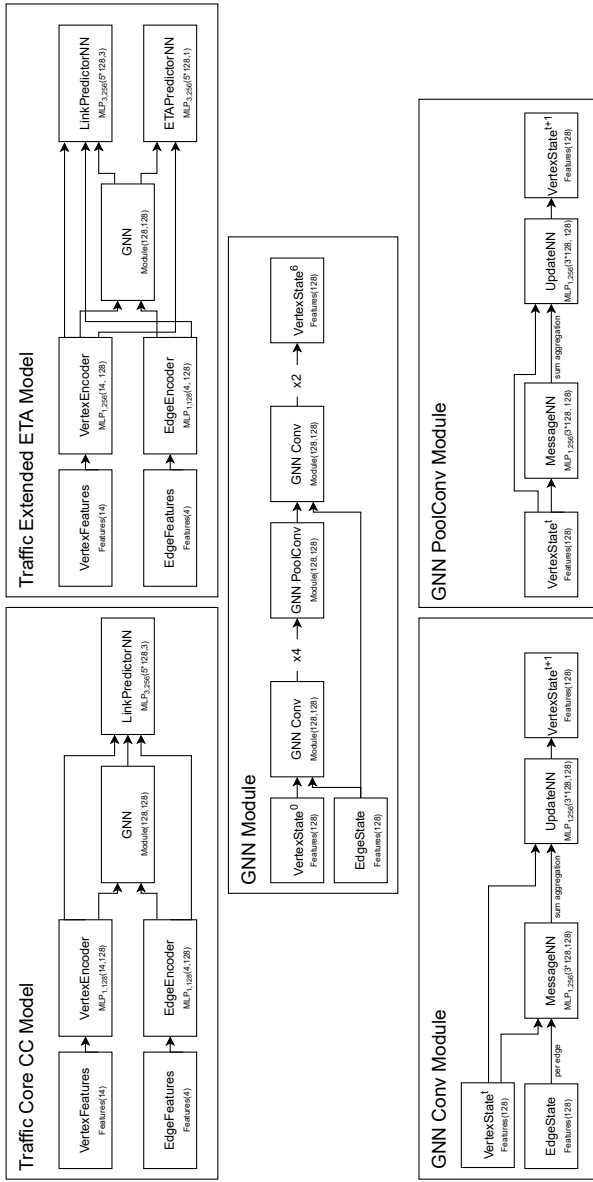 Traffic Core CC Model
VertexFeatures
Features(14)
VertexEncoder
MLP1,128(14,128)
EdgeFeatures
Features(4)
EdgeEncoder
MLP1,128(4,128)
GNN
Module(128,128)
LinkPredictorNN
MLP3,256(5*128,3)
Traffic Extended ETA Model
VertexFeatures
Features(14)
VertexEncoder
MLP1,256(14, 128)
EdgeFeatures
Features(4)
EdgeEncoder
MLP1,128(4, 128)
GNN
Module(128,128)
LinkPredictorNN
MLP3,256(5*128,3)
ETAPredictorNN
MLP3,256(5*128,1)
GNN Module
VertexState0
Features(128)
EdgeState
Features(128)
GNN Conv
Module(128,128)
x4
GNN PoolConv
Module(128,128)
GNN Conv
Module(128,128)
x2
VertexState6
Features(128)
GNN Conv Module
VertexStatet
Features(128)
EdgeState
Features(128)
per edge
MessageNN
MLP1,256(3*128,128)
sum aggregation
UpdateNN
MLP1,256(3*128,128)
VertexStatet+1
Features(128)
GNN PoolConv Module
VertexStatet
Features(128)
MessageNN
MLP1,256(3*128, 128)
sum aggregation
UpdateNN
MLP1,256(3*128, 128)
VertexStatet+1
Features(128)